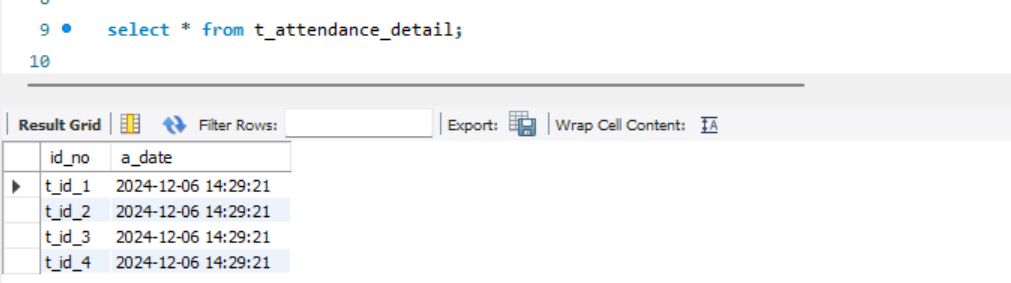 9 select * from t_attendance_detail;
10
Result Grid Filter Rows: Export: Wrap Cell Content:
id_no a_date
t_id_1 2024-12-06 14:29:21
t_id_2 2024-12-06 14:29:21
t_id_3 2024-12-06 14:29:21
t_id_4 2024-12-06 14:29:21